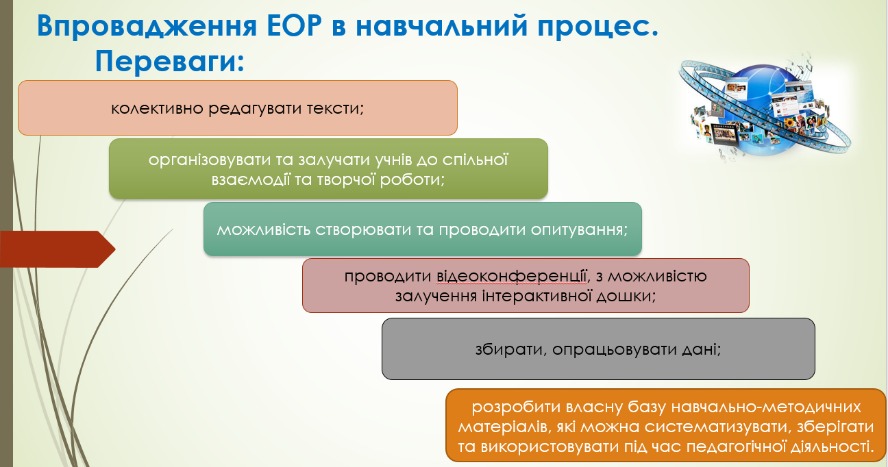 Впровадження ЕОР в навчальний процес.
Переваги:
колективно редагувати тексти;
організовувати та залучати учнів до спільної
взаємодії та творчої роботи;
можливість створювати та проводити опитування;
проводити відеоконференції, з можливістю
залучення інтерактивної дошки;
збирати, опрацьовувати дані;
розробити власну базу навчально-методичних
матеріалів, які можна систематизувати, зберігати
та використовувати під час педагогічної діяльності.